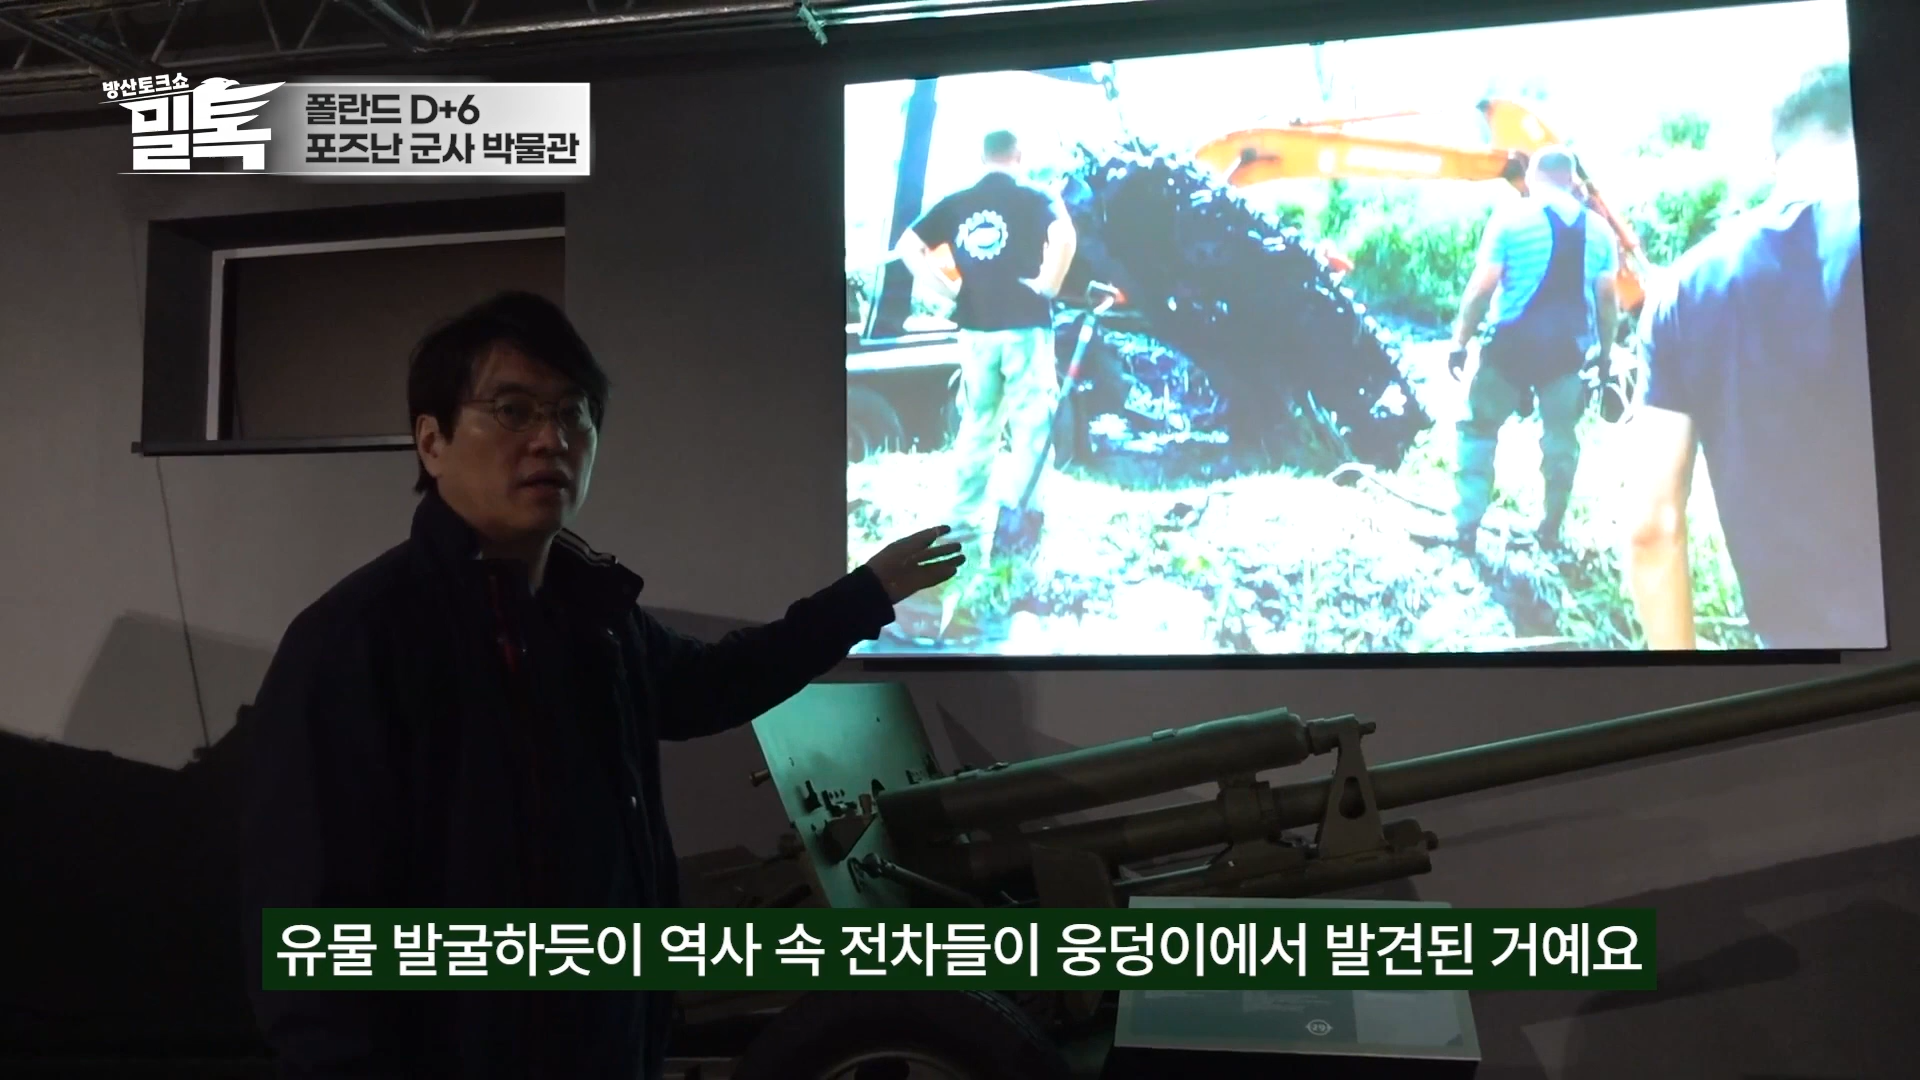 방산토크쇼
밀톡
폴란드 D+6
포즈난 군사 박물관
유물 발굴하듯이 역사 속 전차들이 웅덩이에서 발견된 거예요
29